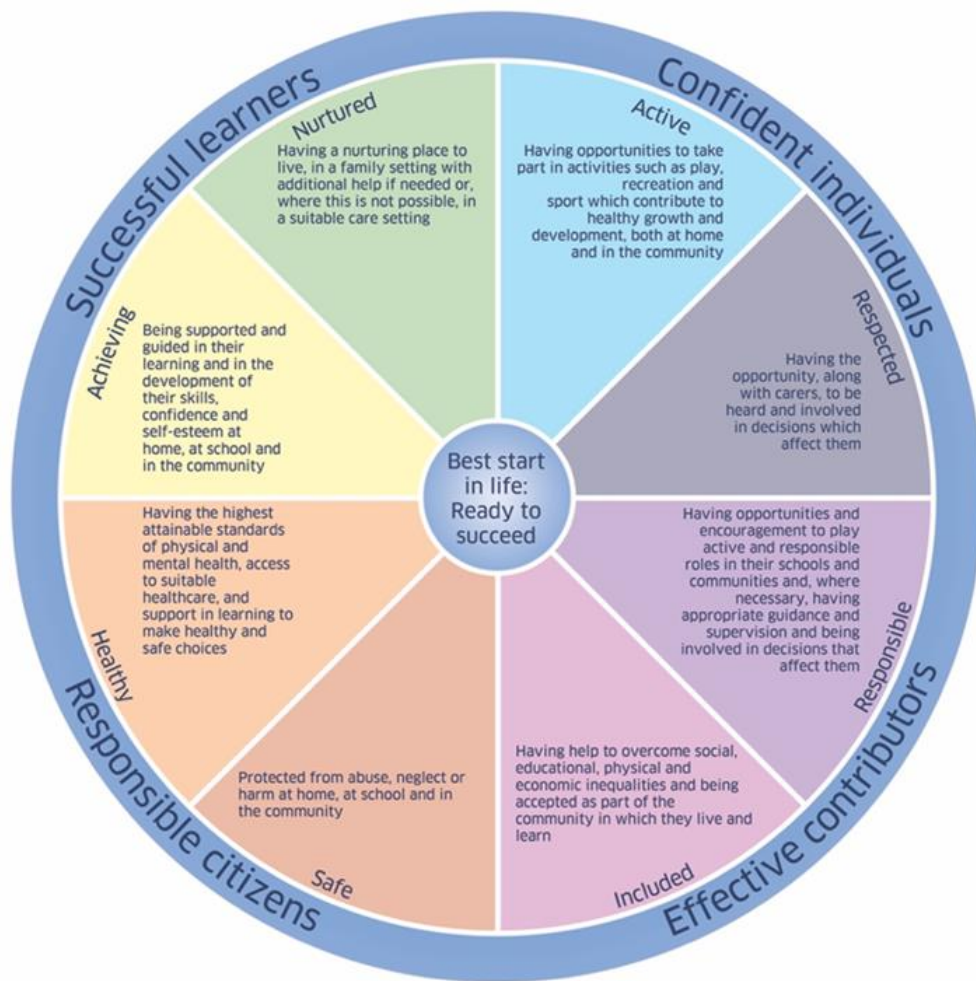 Successful learners
Confident individuals
Nurtured
Having a nurturing place to
live, in a family setting with
additional help if needed or,
where this is not possible, in
a suitable care setting
Active
Having opportunities to take
part in activities such as play,
recreation and
sport which contribute to
healthy growth and
development, both at home
and in the community
Achieving
Being supported and
guided in their
learning and in the
development of
their skills,
confidence and
self-esteem at
home, at school and
in the community
Respected
Having the
opportunity, along
with carers, to be
heard and involved
in decisions which
affect them
Best start
in life:
Ready to
succeed
Healthy
Having the highest
attainable standards
of physical and
mental health, access
to suitable
healthcare, and
support in learning to
make healthy and
safe choices
Responsible
Having opportunities and
encouragement to play
active and responsible
roles in their schools and
communities and, where
necessary, having
appropriate guidance and
supervision and being
involved in decisions that
affect them
Safe
Protected from abuse, neglect or
harm at home, at school and in
the community
Included
Having help to overcome social,
educational, physical and
economic inequalities and being
accepted as part of the
community in which they live and
learn
Responsible citizens
Effective contributors